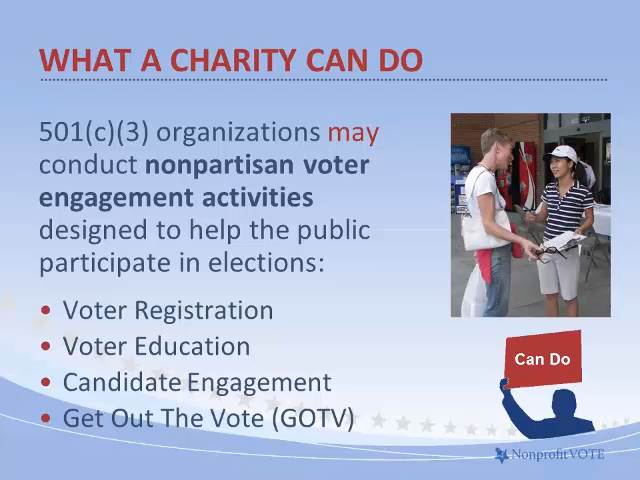 WHAT A CHARITY CAN DO
501(c)(3) organizations may
conduct nonpartisan voter
engagement activities
designed to help the public
participate in elections:
• Voter Registration
• Voter Education
• Candidate Engagement
• Get Out The Vote (GOTV)
Can Do
NonprofitVOTE